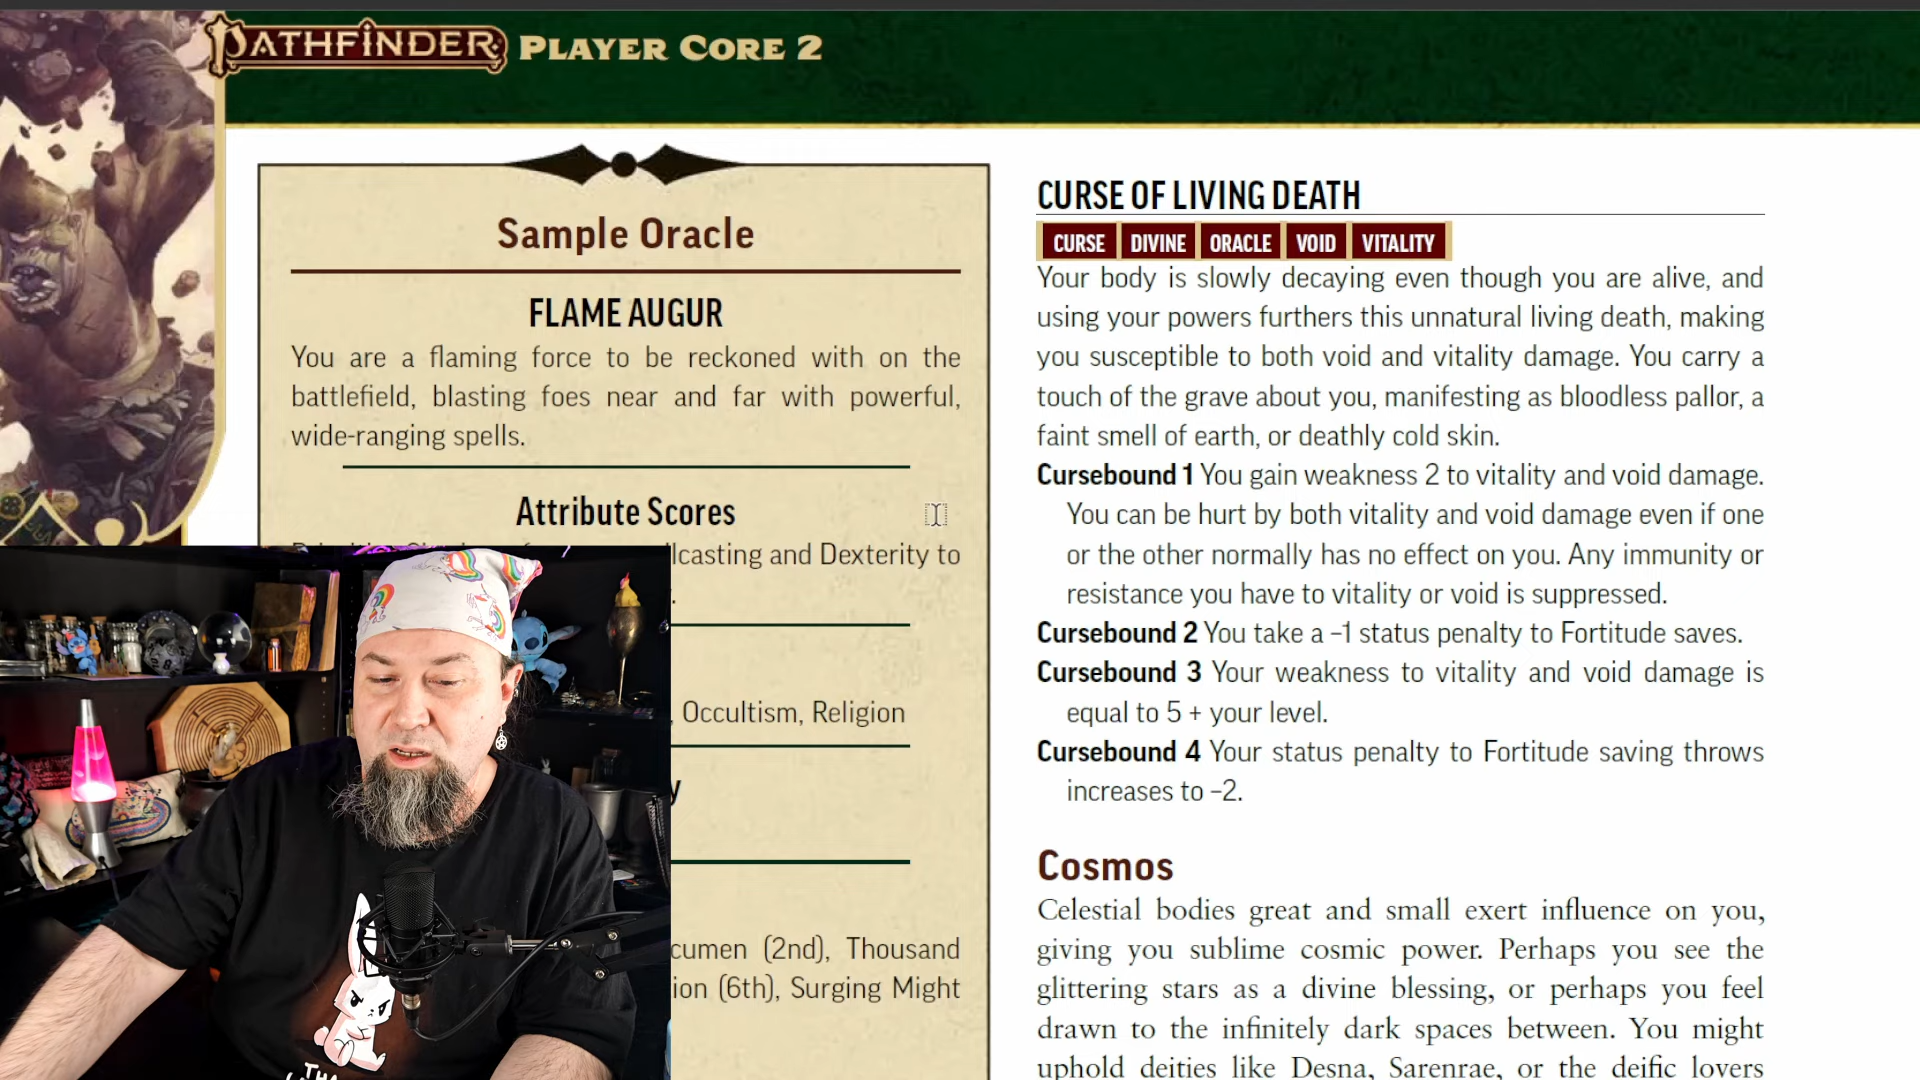 PATHFINDER PLAYER CORE 2
Sample Oracle
FLAME AUGUR
You are a flaming force to be reckoned with on the
battlefield, blasting foes near and far with powerful,
wide-ranging spells.
Attribute Scores
and Dexterity to
, Occultism, Religion
(2nd), Thousand
(6th), Surging Might
CURSE OF LIVING DEATH
CURSE DIVINE ORACLE VOID VITALITY
Your body is slowly decaying even though you are alive, and
using your powers furthers this unnatural living death, making
you susceptible to both void and vitality damage. You carry a
touch of the grave about you, manifesting as bloodless pallor, a
faint smell of earth, or deathly cold skin.
Cursebound 1 You gain weakness 2 to vitality and void damage.
You can be hurt by both vitality and void damage even if one
or the other normally has no effect on you. Any immunity or
resistance you have to vitality or void is suppressed.
Cursebound 2 You take a –1 status penalty to Fortitude saves.
Cursebound 3 Your weakness to vitality and void damage is
equal to 5 + your level.
Cursebound 4 Your status penalty to Fortitude saving throws
increases to –2.
Cosmos
Celestial bodies great and small exert influence on you,
giving you sublime cosmic power. Perhaps you see the
glittering stars as a divine blessing, or perhaps you feel
drawn to the infinitely dark spaces between. You might
uphold deities like Desna, Sarenrae, or the deific lovers